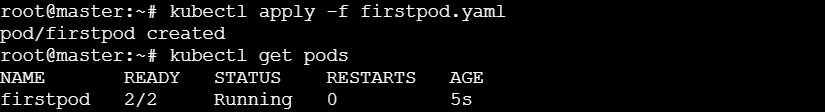 root@master:~# kubectl apply -f firstpod.yaml
pod/firstpod created
root@master:~# kubectl get pods
NAME READY STATUS RESTARTS AGE
firstpod 2/2 Running 0 5s